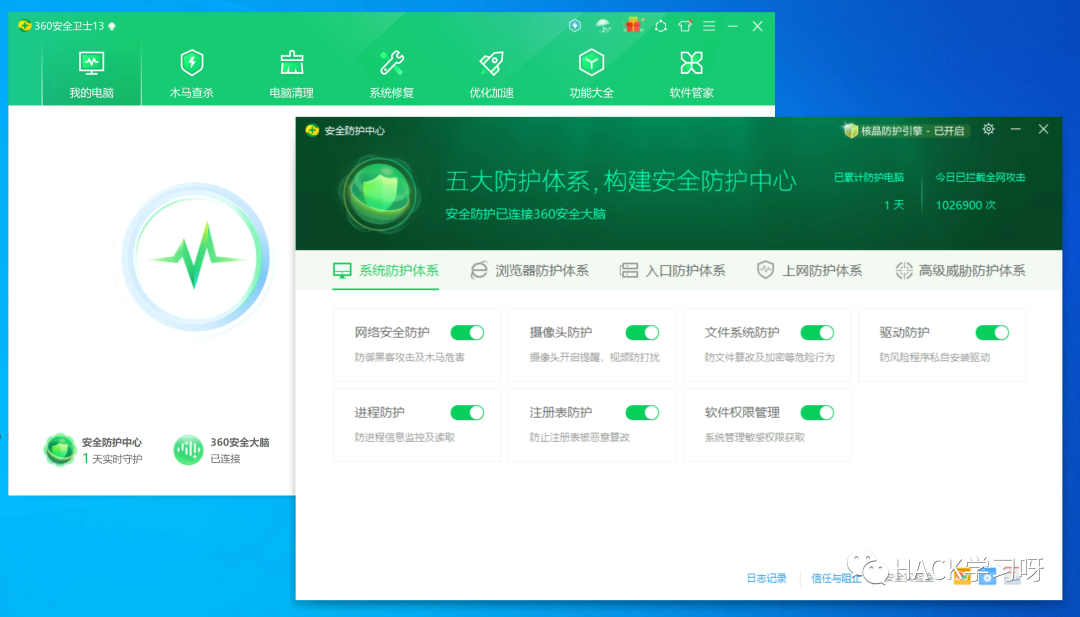 360安全卫士13
我的电脑
木马查杀
电脑清理
系统修复
优化加速
功能大全
软件管家
安全防护中心
核晶防护引擎 - 已开启
五大防护体系,构建安全防护中心
安全防护已连接360安全大脑
已累计防护电脑
1 天
今日已拦截全网攻击
1026900 次
系统防护体系
浏览器防护体系
入口防护体系
上网防护体系
高级威胁防护体系
网络安全防护
防御黑客攻击及木马危害
摄像头防护
摄像头开启提醒，视频防打扰
文件系统防护
防文件篡改及加密等危险行为
驱动防护
防风险程序私自安装驱动
进程防护
防进程信息监控及读取
注册表防护
防止注册表被恶意篡改
软件权限管理
系统管理敏感权限获取
安全防护中心
1 天实时守护
360安全大脑
已连接
日志记录
信任与阻止
HACK学习呀